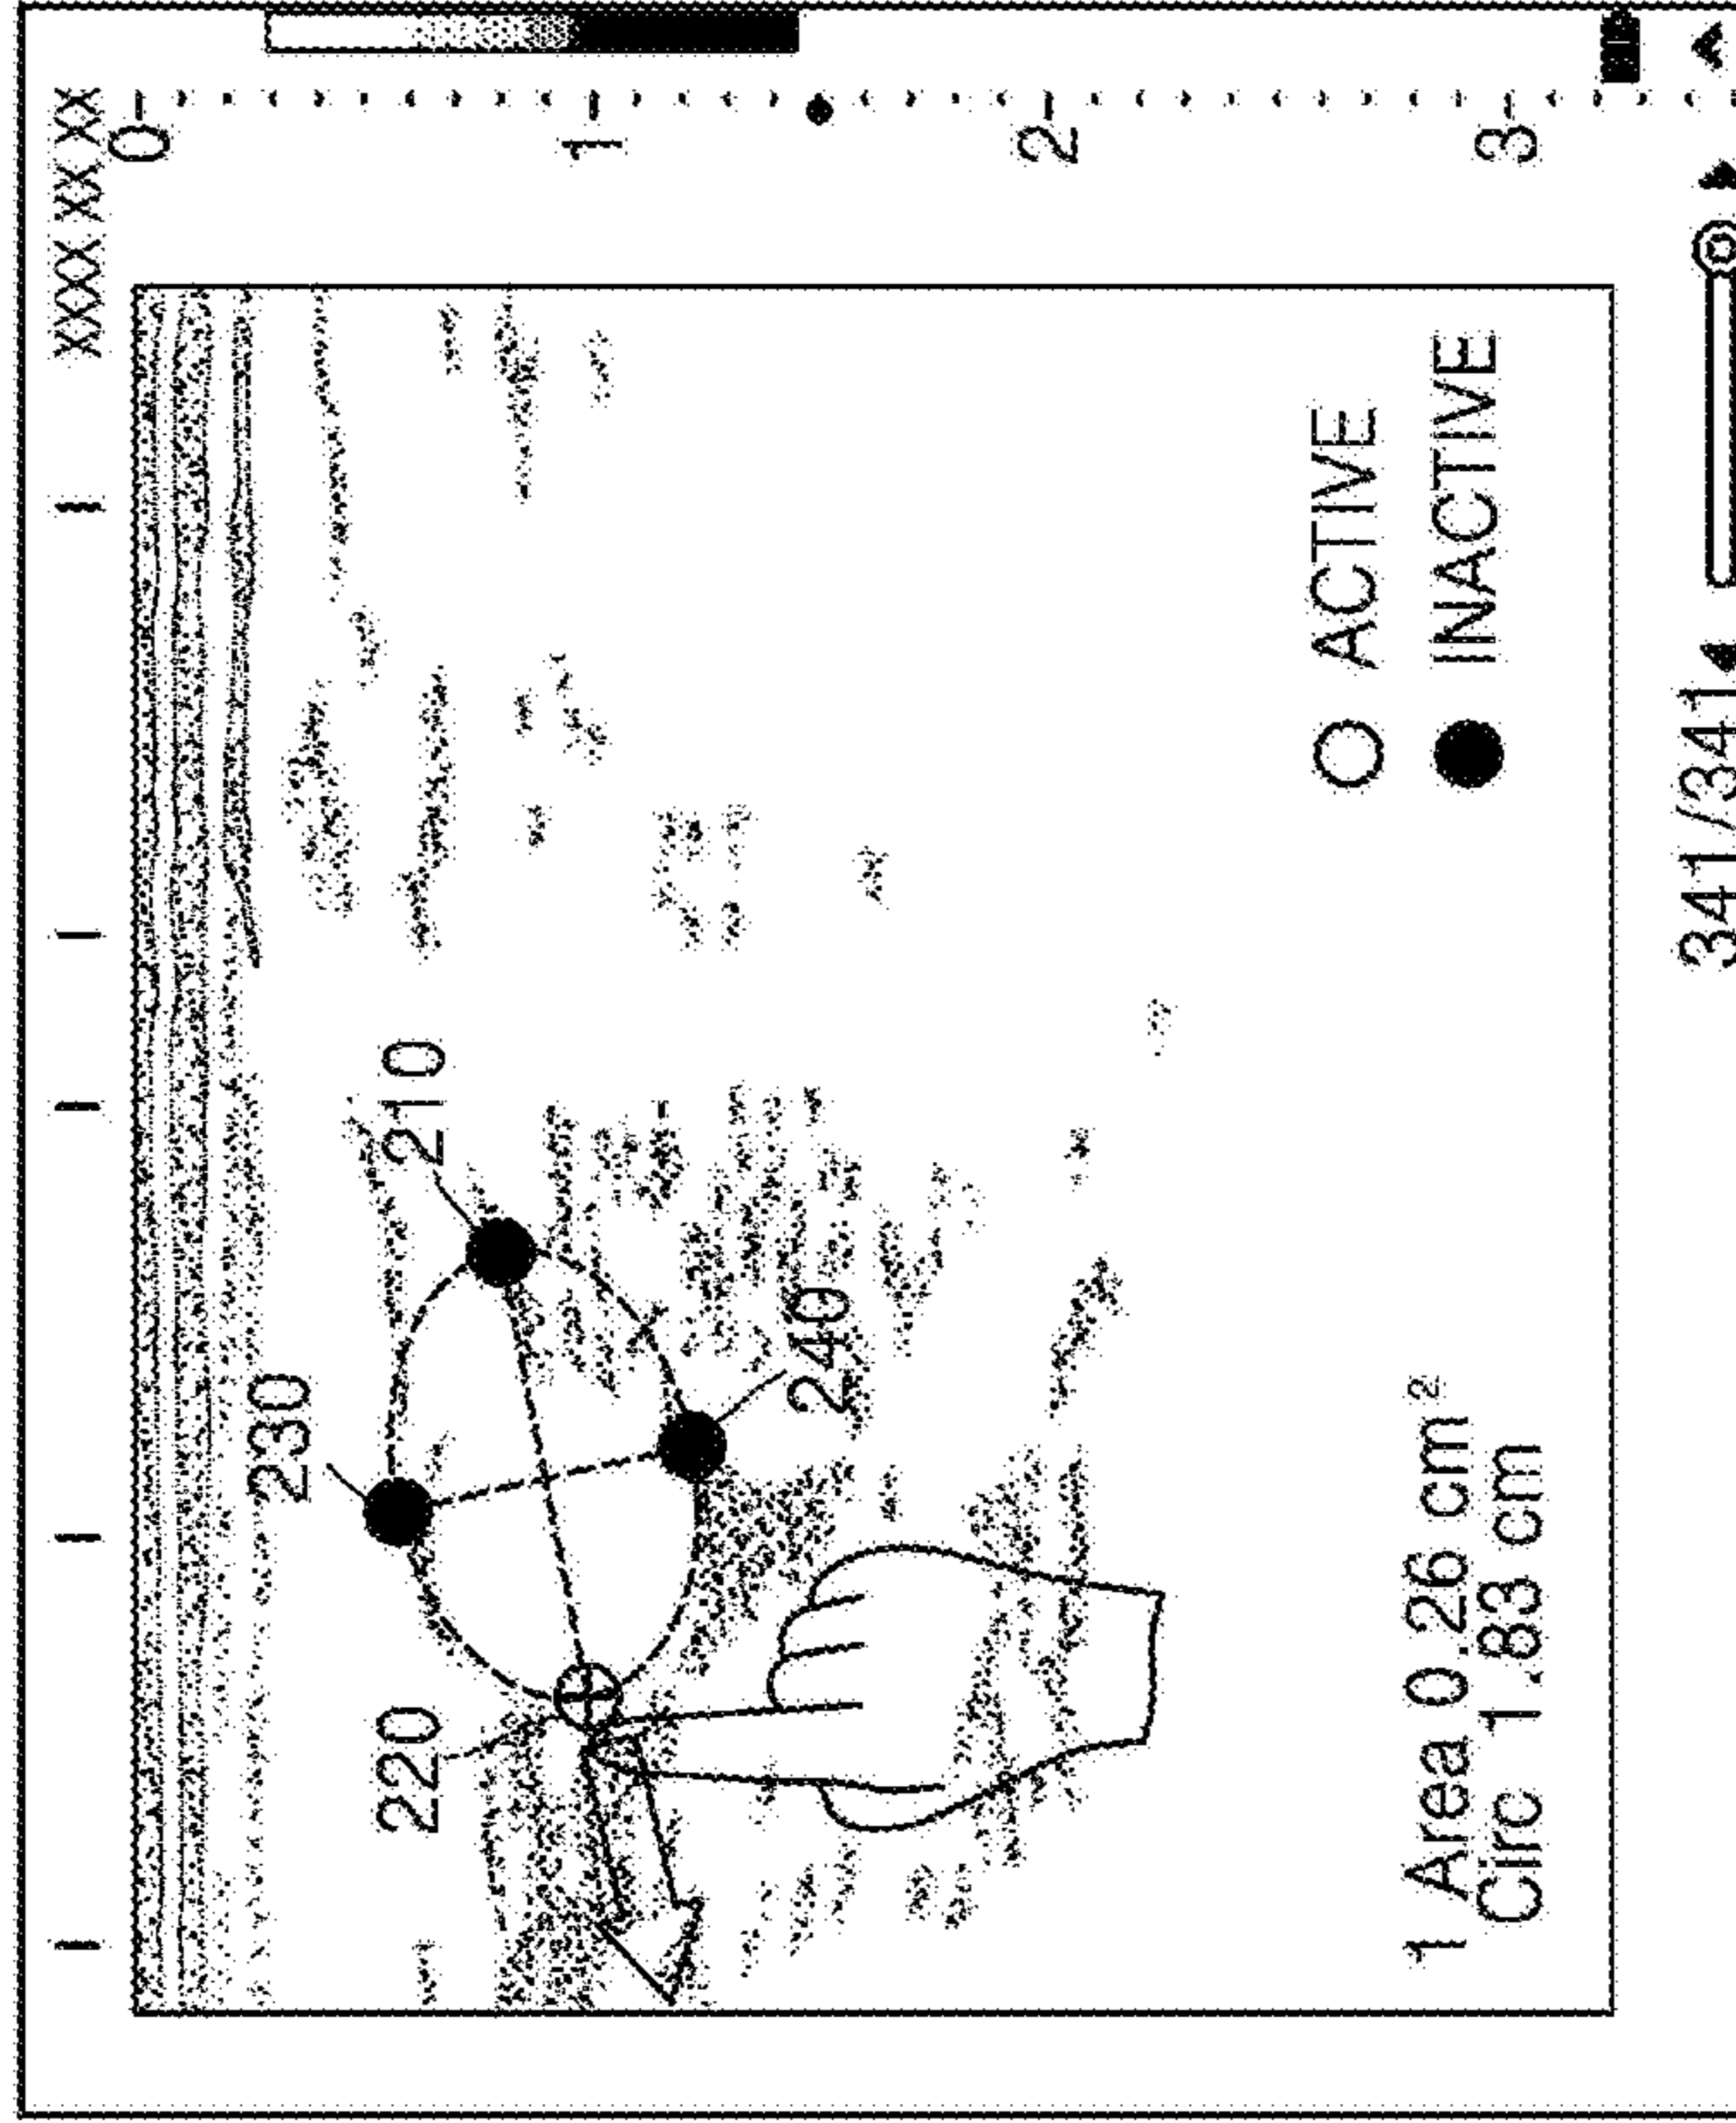 XXXX XX XX
0
1
2
3
230
210
220
240
ACTIVE
INACTIVE
1 Area 0.26 cm²
Circ 1.83 cm
341/341